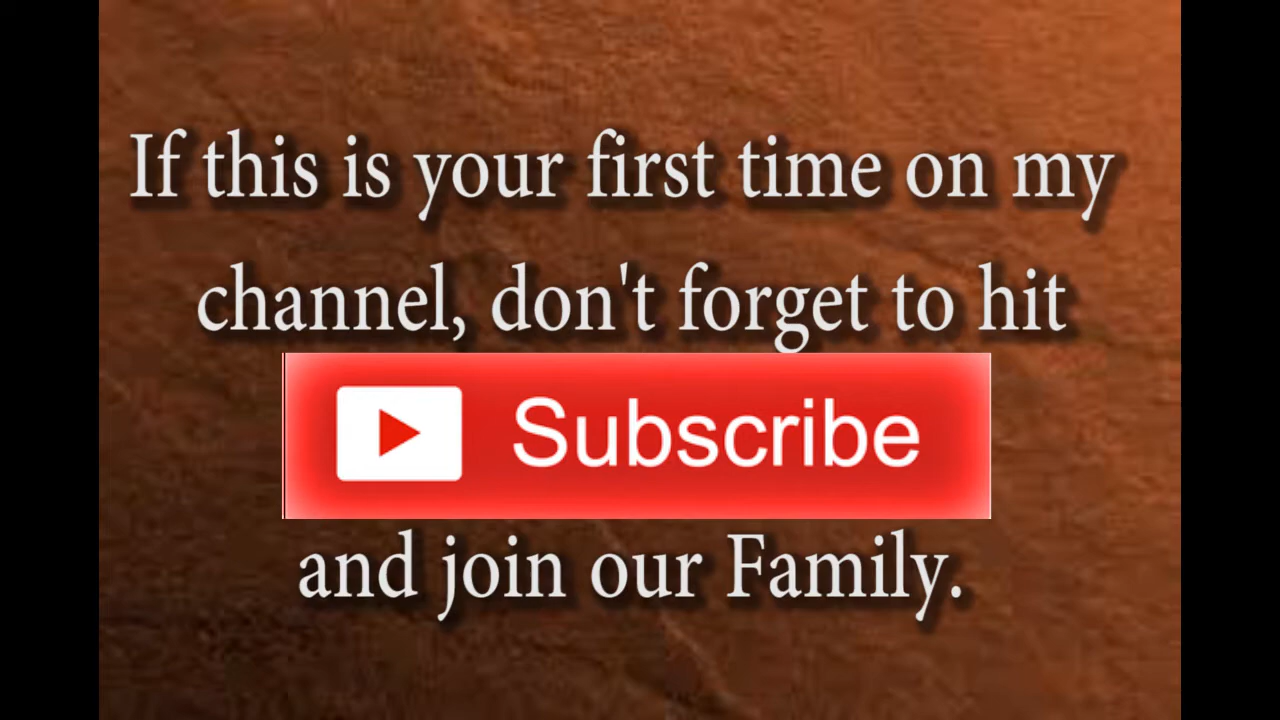 If this is your first time on my
channel, don't forget to hit
Subscribe
and join our Family.